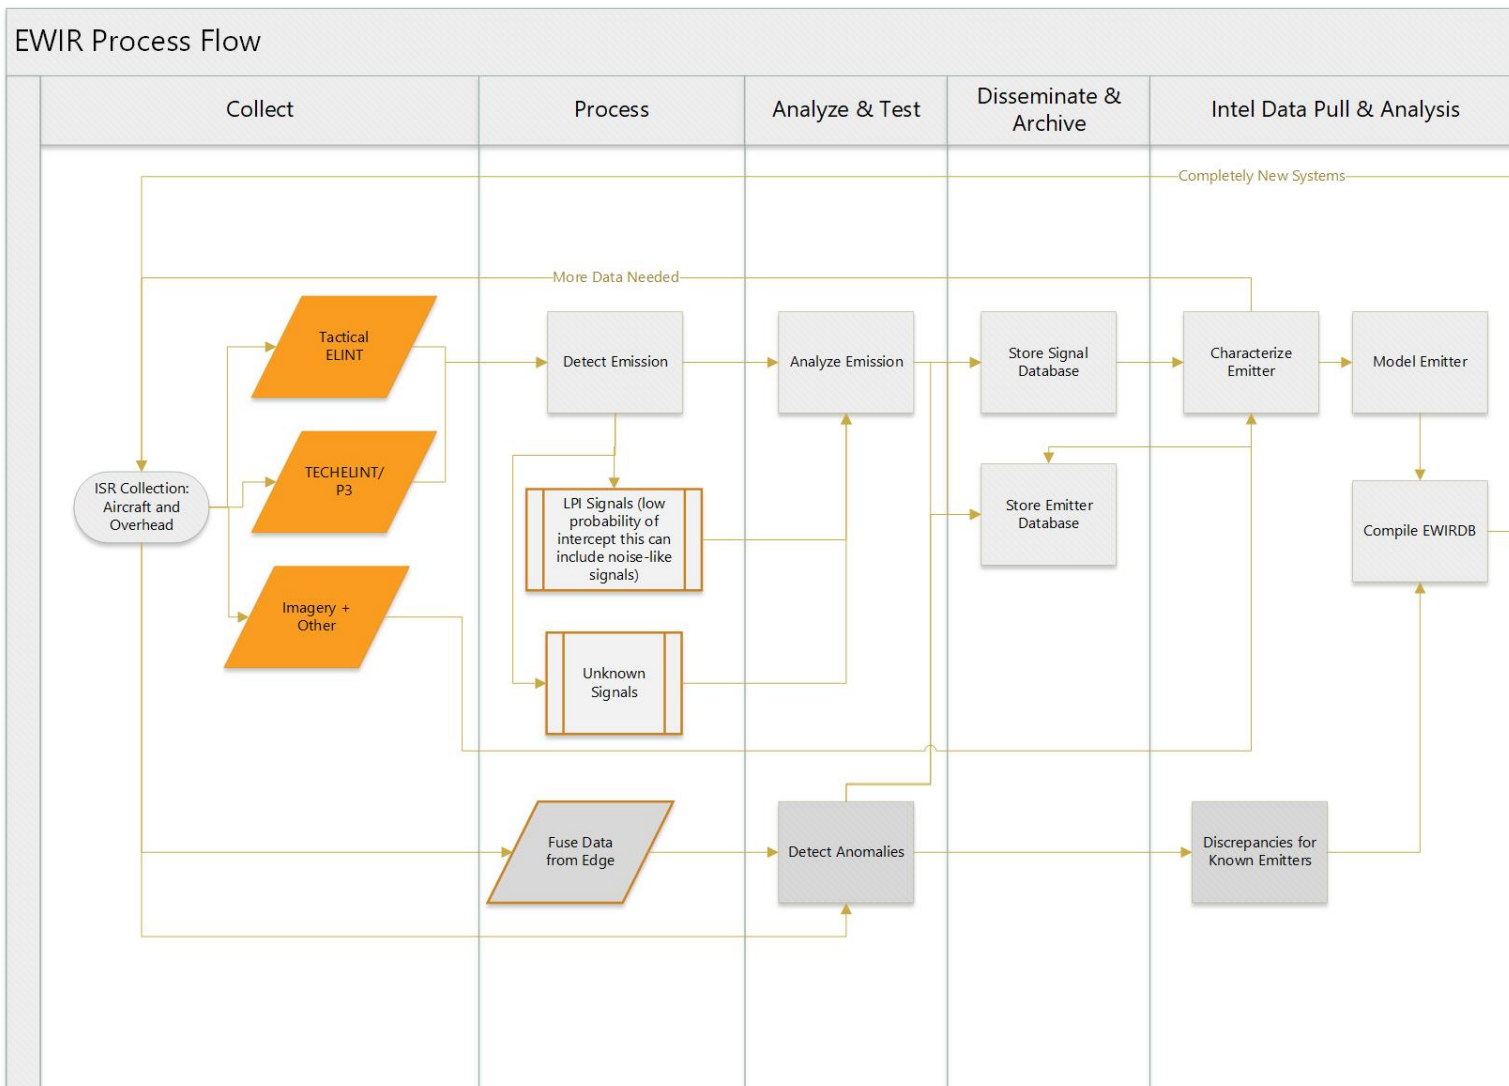 EWIR Process Flow
Collect
Process
Analyze & Test
Disseminate &
Archive
Intel Data Pull & Analysis
Completely New Systems
More Data Needed
Tactical
ELINT
Detect Emission
Analyze Emission
Store Signal
Database
Characterize
Emitter
Model Emitter
TECHELINT/
P3
ISR Collection:
Aircraft and
Overhead
LPI Signals (low
probability of
intercept this can
include noise-like
signals)
Store Emitter
Database
Compile EWIRDB
Imagery +
Other
Unknown
Signals
Fuse Data
from Edge
Detect Anomalies
Discrepancies for
Known Emitters